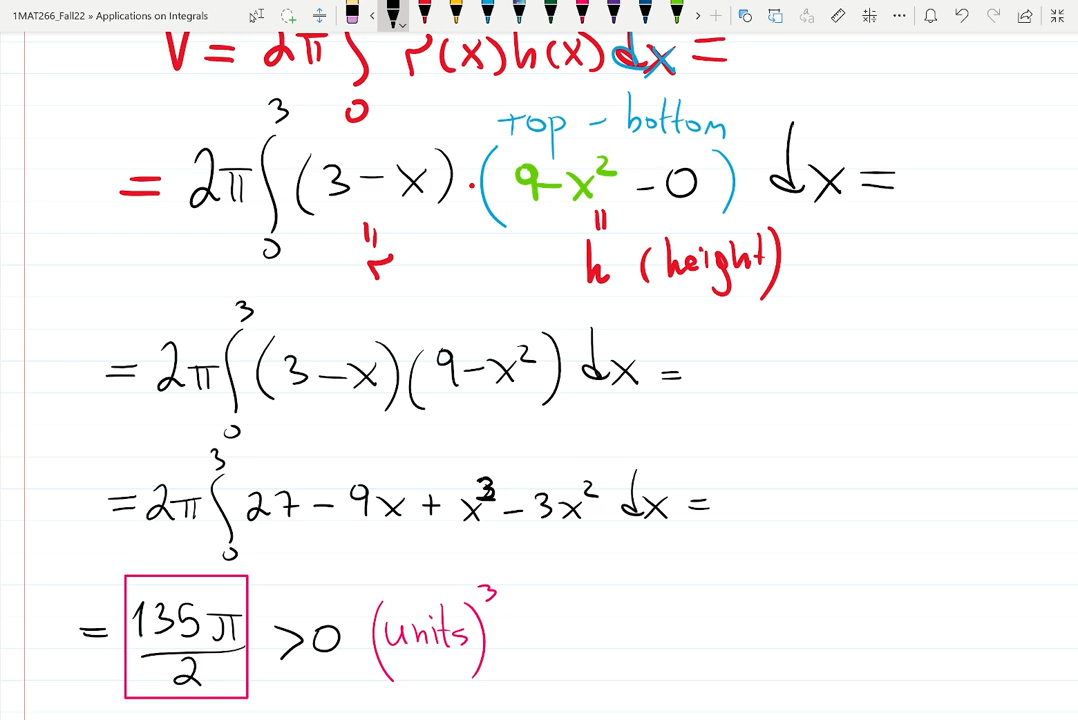 1MAT266_Fall22 » Applications on Integrals
V = 2π ∫₀ r(x)h(x)dx =
top - bottom
= 2π ∫₀³ (3 - x) · (9-x² - 0) dx =
= r
= h (height)
= 2π ∫₀³ (3-x)(9-x²) dx =
= 2π ∫₀³ 27 - 9x + x³ - 3x² dx =
= 135π/2 >0 (units)³